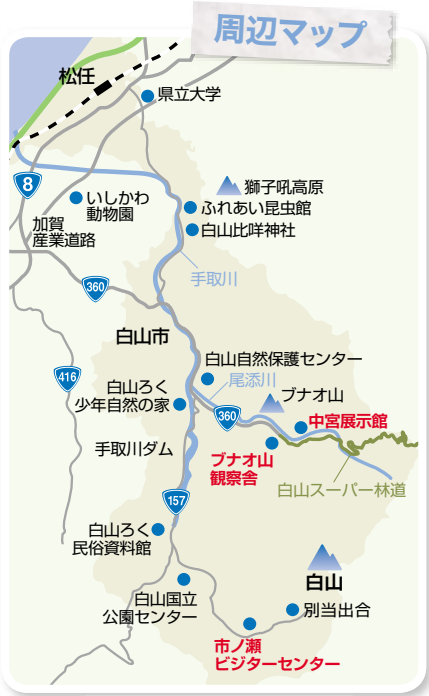 周辺マップ
松任
県立大学
8
獅子吼高原
いしかわ
動物園
ふれあい昆虫館
加賀
産業道路
白山比咩神社
手取川
360
白山市
白山自然保護センター
416
尾添川
白山ろく
少年自然の家
ブナオ山
360
中宮展示館
手取川ダム
ブナオ山
観察舎
白山スーパー林道
157
白山ろく
民俗資料館
白山
白山国立
公園センター
別当出合
市ノ瀬
ビジターセンター